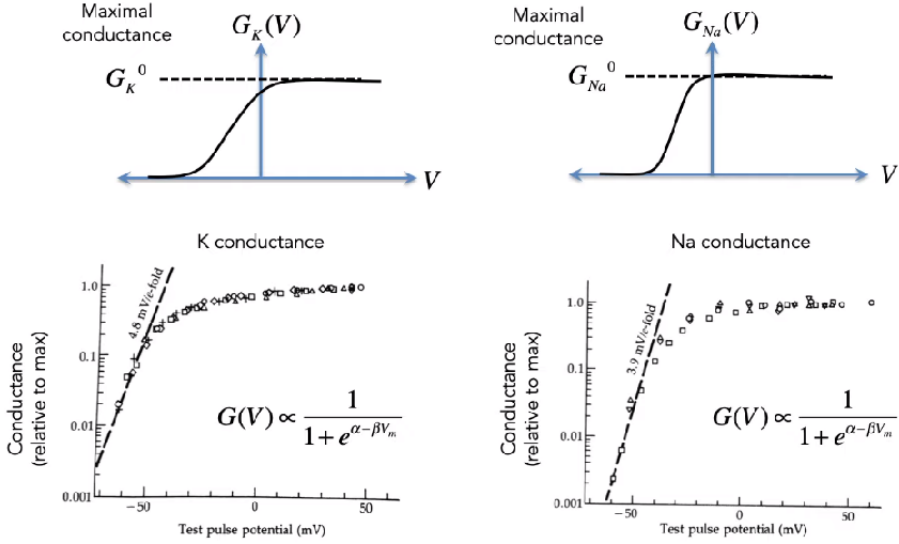 Maximal
conductance
G_K(V)
G_K^0
V
Maximal
conductance
G_Na(V)
G_Na^0
V
K conductance
Conductance
(relative to max)
1.0
0.1
0.01
0.001
4.8 mV/e-fold
G(V) ∝ 1 / (1 + e^{α−βV_m})
−50 0 50
Test pulse potential (mV)
Na conductance
Conductance
(relative to max)
1.0
0.1
0.01
0.001
3.9 mV/e-fold
G(V) ∝ 1 / (1 + e^{α−βV_m})
−50 0 50
Test pulse potential (mV)